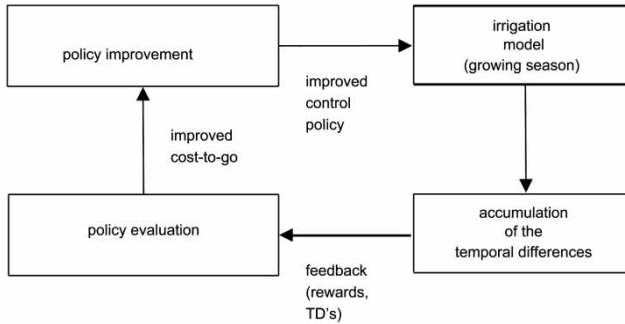 policy improvement
improved
control
policy
irrigation
model
(growing season)
improved
cost-to-go
policy evaluation
feedback
(rewards,
TD's)
accumulation
of the
temporal differences